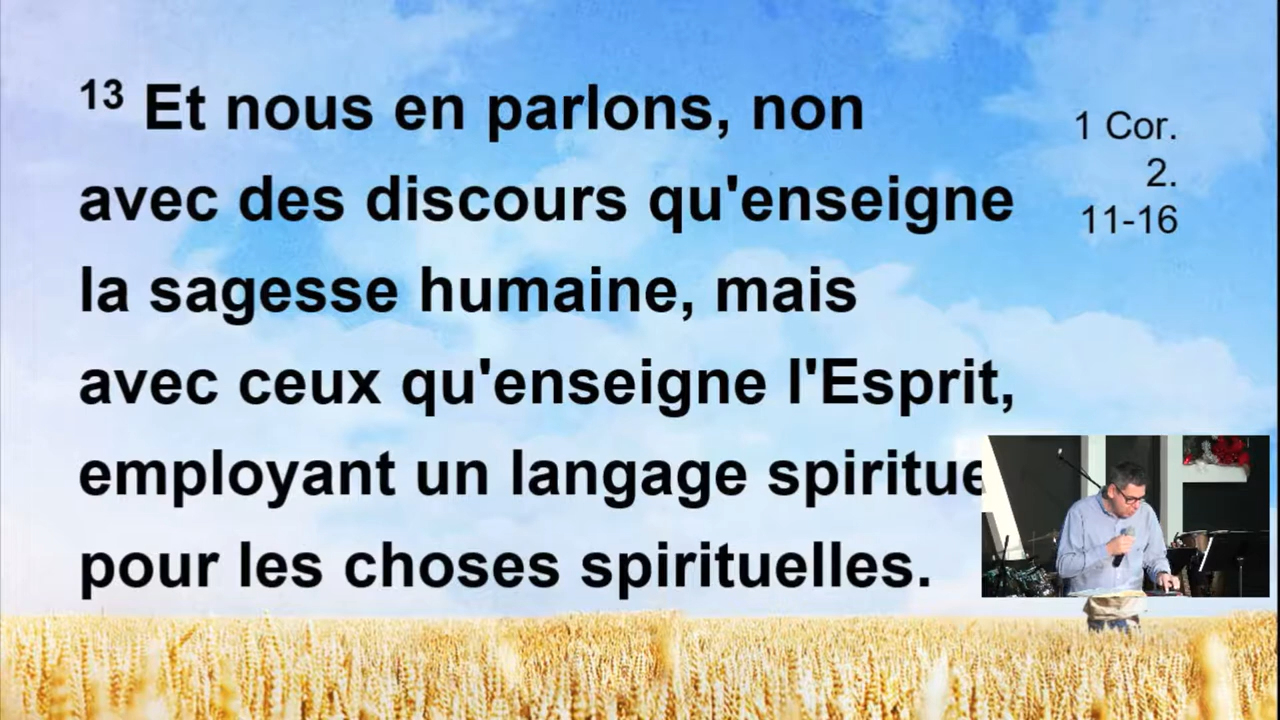 13 Et nous en parlons, non
avec des discours qu'enseigne
la sagesse humaine, mais
avec ceux qu'enseigne l'Esprit,
employant un langage
pour les choses spirituelles.
1 Cor.
2.
11-16